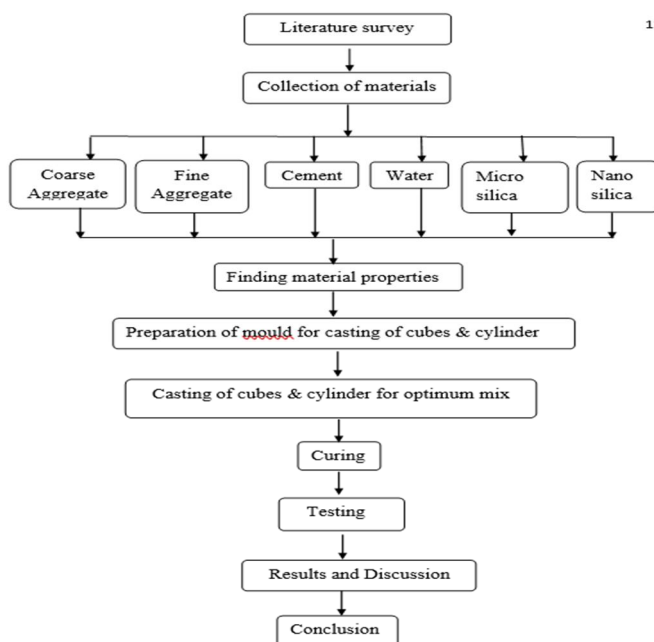 Literature survey
1
Collection of materials
Coarse
Aggregate
Fine
Aggregate
Cement
Water
Micro
silica
Nano
silica
Finding material properties
Preparation of mould for casting of cubes & cylinder
Casting of cubes & cylinder for optimum mix
Curing
Testing
Results and Discussion
Conclusion